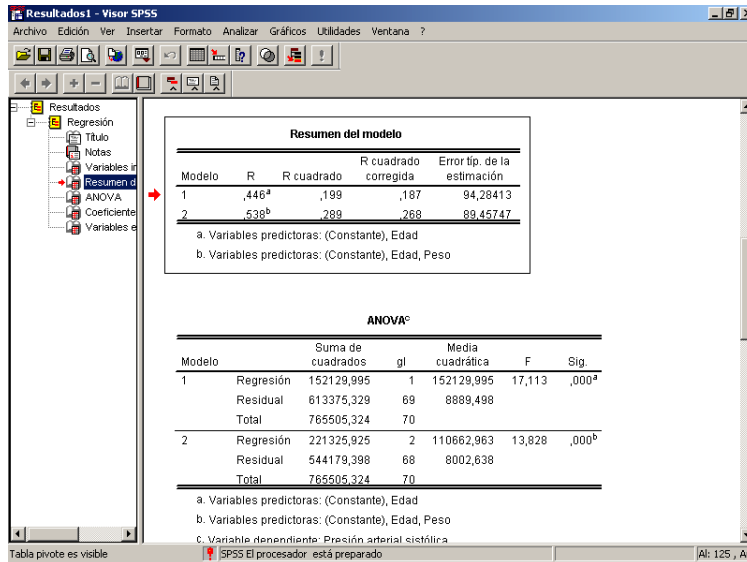 Resultados1 - Visor SPSS
Archivo Edición Ver Insertar Formato Analizar Gráficos Utilidades Ventana ?
Resultados
Regresión
Título
Notas
Variables
Resumen d
ANOVA
Coeficiente
Variables e
Resumen del modelo
Modelo R R cuadrado R cuadrado corregida Error típ. de la estimación
1 ,446a ,199 ,187 94,28413
2 ,538b ,289 ,268 89,45747
a. Variables predictoras: (Constante), Edad
b. Variables predictoras: (Constante), Edad, Peso
ANOVAc
Modelo Suma de cuadrados gl Media cuadrática F Sig.
1 Regresión 152129,995 1 152129,995 17,113 ,000a
Residual 613375,329 69 8889,498
Total 765505,324 70
2 Regresión 221325,925 2 110662,963 13,828 ,000b
Residual 544179,398 68 8002,638
Total 765505,324 70
a. Variables predictoras: (Constante), Edad
b. Variables predictoras: (Constante), Edad, Peso
c. Variable dependiente: Presión arterial sistólica
Tabla pivote es visible
SPSS El procesador está preparado
Al: 125 , A